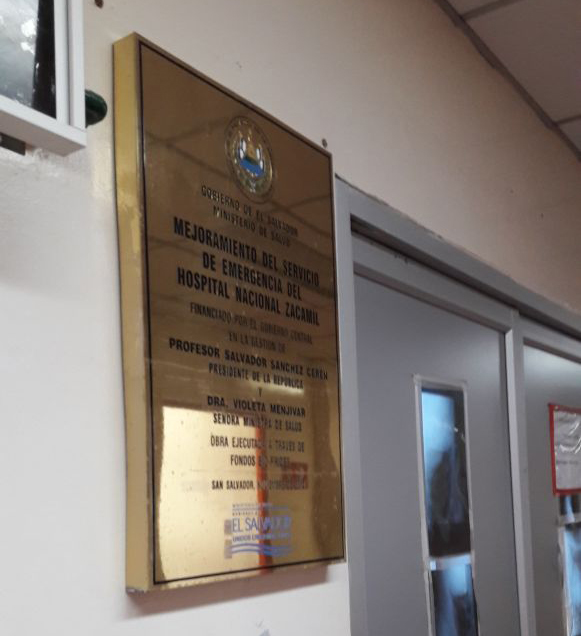 GOBIERNO DE EL SALVADOR
MINISTERIO DE SALUD
MEJORAMIENTO DEL SERVICIO
DE EMERGENCIA DEL
HOSPITAL NACIONAL ZACAMIL
FINANCIADO POR EL GOBIERNO CENTRAL
EN LA GESTION DE
PROFESOR SALVADOR SANCHEZ CEREN
PRESIDENTE DE LA REPUBLICA
Y
DRA. VIOLETA MENJIVAR
SEÑORA MINISTRA DE SALUD
OBRA EJECUTADA A TRAVES DE
FONDOS
SAN SALVADOR,
EL SALVADOR